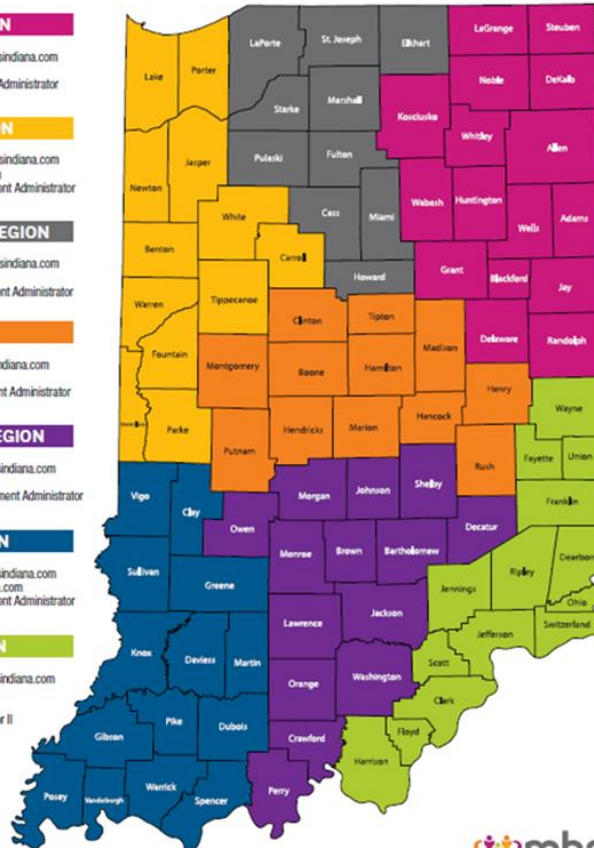 N
sindiana.com
Administrator
N
sindiana.com
nt Administrator
EGION
sindiana.com
nt Administrator
ndiana.com
t Administrator
EGION
sindiana.com
ment Administrator
N
sindiana.com
.com
nt Administrator
N
sindiana.com
r II
LaPorte
St. Joseph
Elkhart
LaGrange
Steuben
Lake
Porter
Noble
DeKalb
Starke
Marshall
Kosciusko
Whitley
Allen
Pulaski
Fulton
Jasper
Newton
White
Cass
Miami
Wabash
Huntington
Wells
Adams
Benton
Carroll
Howard
Grant
Blackford
Jay
Warren
Tippecanoe
Clinton
Tipton
Madison
Delaware
Randolph
Fountain
Montgomery
Boone
Hamilton
Henry
Wayne
Parke
Putnam
Hendricks
Marion
Hancock
Rush
Fayette
Union
Vigo
Clay
Owen
Morgan
Johnson
Shelby
Decatur
Franklin
Sullivan
Greene
Monroe
Brown
Bartholomew
Jennings
Ripley
Dearborn
Ohio
Switzerland
Jefferson
Knox
Daviess
Martin
Lawrence
Jackson
Scott
Orange
Washington
Clark
Gibson
Pike
Dubois
Crawford
Floyd
Harrison
Posey
Vanderburgh
Warrick
Spencer
Perry